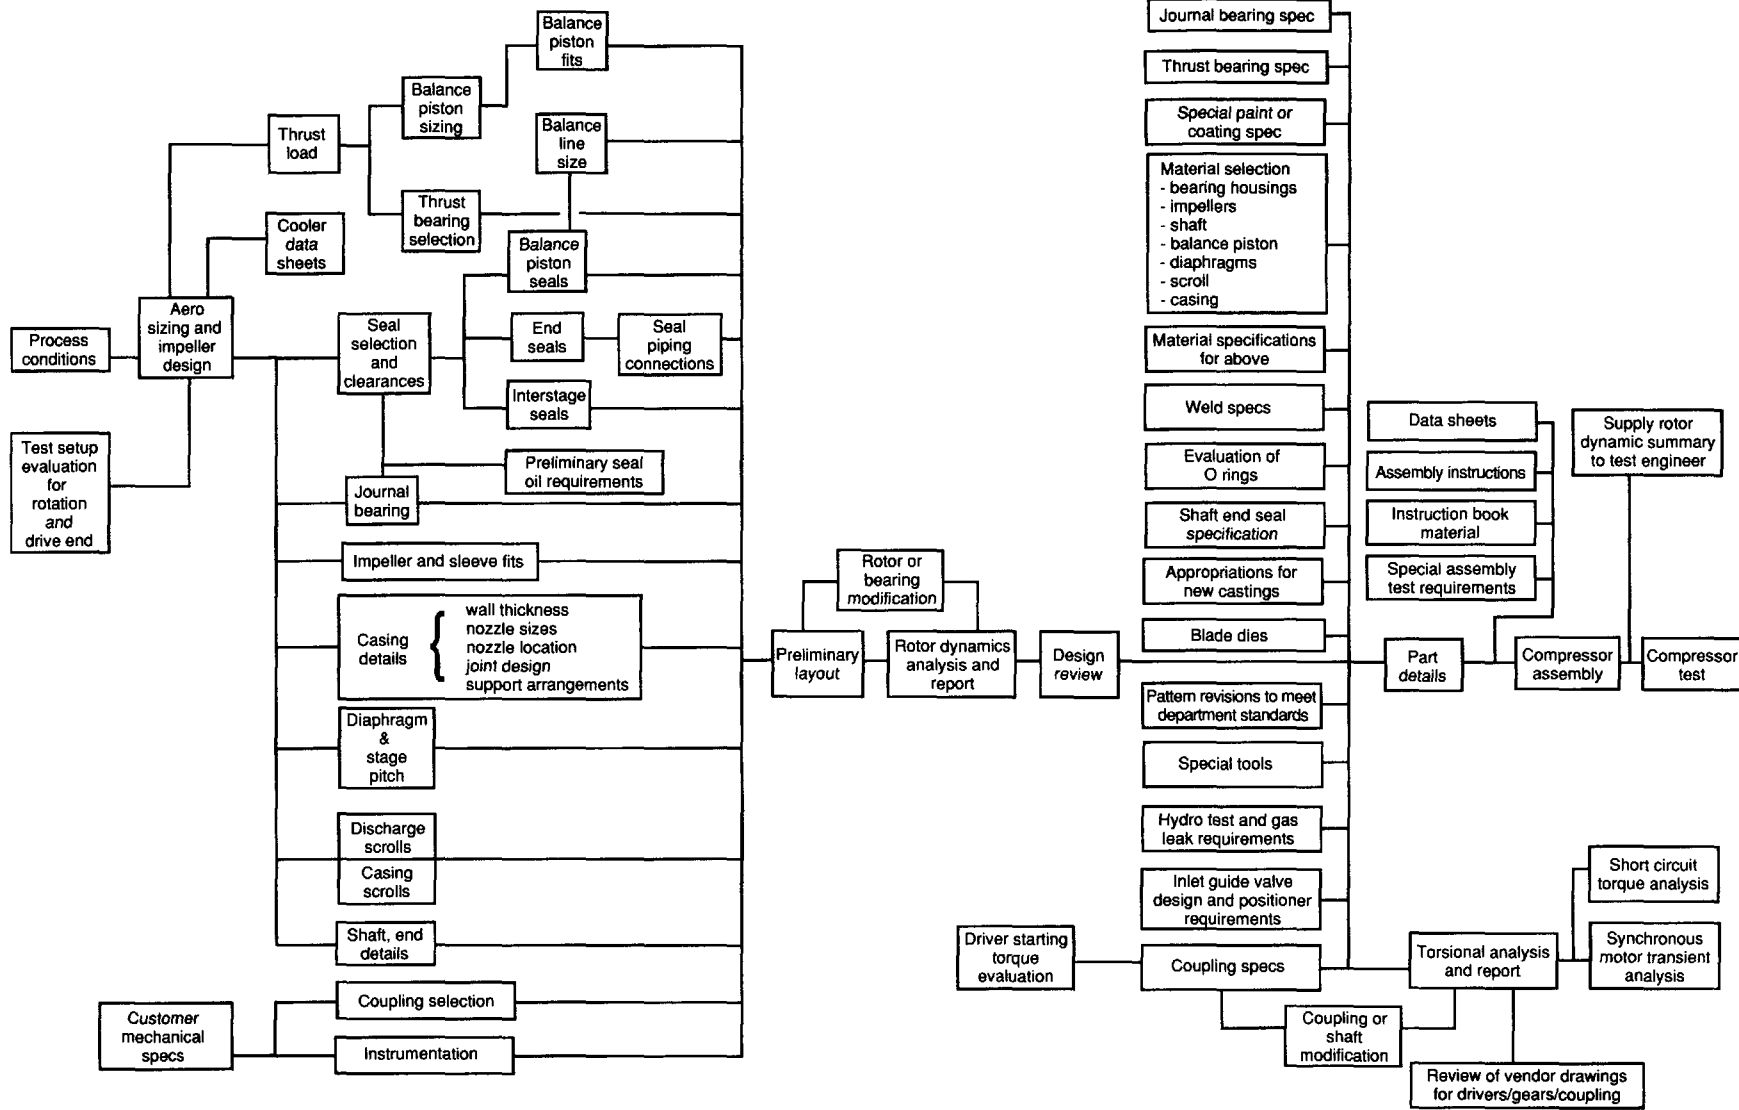 Balance
piston
fits
Balance
piston
sizing
Thrust
load
Balance
line
size
Thrust
bearing
selection
Cooler
data
sheets
Balance
piston
seals
Aero
sizing and
impeller
design
Process
conditions
Seal
selection
and
clearances
End
seals
Seal
piping
connections
Interstage
seals
Test setup
evaluation
for
rotation
and
drive end
Preliminary seal
oil requirements
Journal
bearing
Impeller and sleeve fits
Casing
details
{
wall thickness
nozzle sizes
nozzle location
joint design
support arrangements
Diaphragm
&
stage
pitch
Discharge
scrolls
Casing
scrolls
Shaft, end
details
Customer
mechanical
specs
Coupling selection
Instrumentation
Rotor or
bearing
modification
Preliminary
layout
Rotor dynamics
analysis and
report
Design
review
Journal bearing spec
Thrust bearing spec
Special paint or
coating spec
Material selection
- bearing housings
- impellers
- shaft
- balance piston
- diaphragms
- scroll
- casing
Material specifications
for above
Weld specs
Evaluation of
O rings
Shaft end seal
specification
Appropriations for
new castings
Blade dies
Pattern revisions to meet
department standards
Special tools
Hydro test and gas
leak requirements
Inlet guide valve
design and positioner
requirements
Driver starting
torque
evaluation
Coupling specs
Data sheets
Assembly instructions
Instruction book
material
Special assembly
test requirements
Supply rotor
dynamic summary
to test engineer
Part
details
Compressor
assembly
Compressor
test
Short circuit
torque analysis
Torsional analysis
and report
Synchronous
motor transient
analysis
Coupling or
shaft
modification
Review of vendor drawings
for drivers/gears/coupling